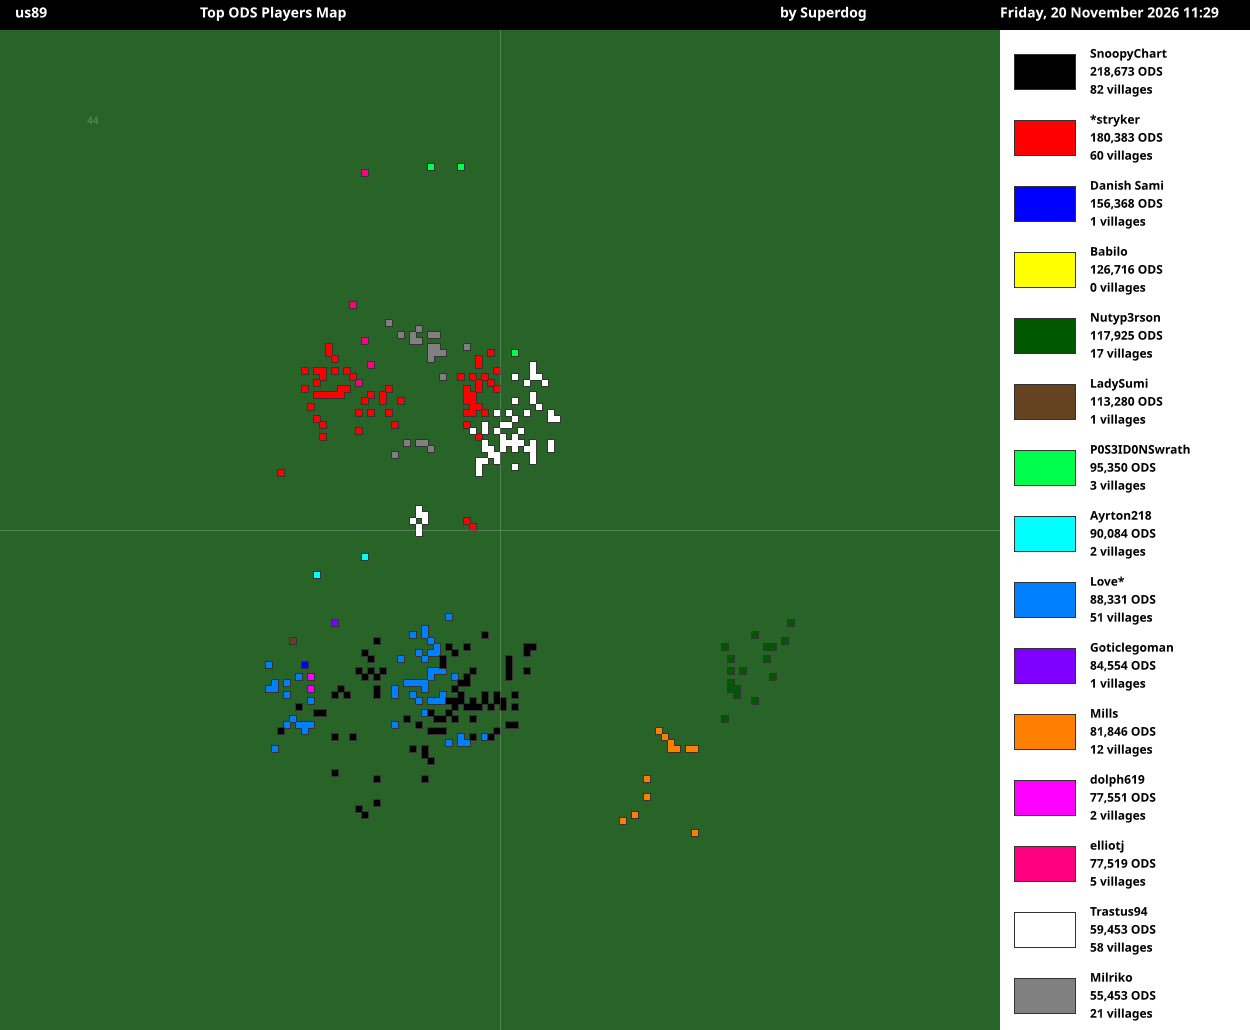 us89 Top ODS Players Map by Superdog Friday, 20 November 2026 11:29
44
SnoopyChart
218,673 ODS
82 villages
*stryker
180,383 ODS
60 villages
Danish Sami
156,368 ODS
1 villages
Babilo
126,716 ODS
0 villages
Nutyp3rson
117,925 ODS
17 villages
LadySumi
113,280 ODS
1 villages
P0S3ID0NSwrath
95,350 ODS
3 villages
Ayrton218
90,084 ODS
2 villages
Love*
88,331 ODS
51 villages
Goticlegoman
84,554 ODS
1 villages
Mills
81,846 ODS
12 villages
dolph619
77,551 ODS
2 villages
elliotj
77,519 ODS
5 villages
Trastus94
59,453 ODS
58 villages
Milriko
55,453 ODS
21 villages